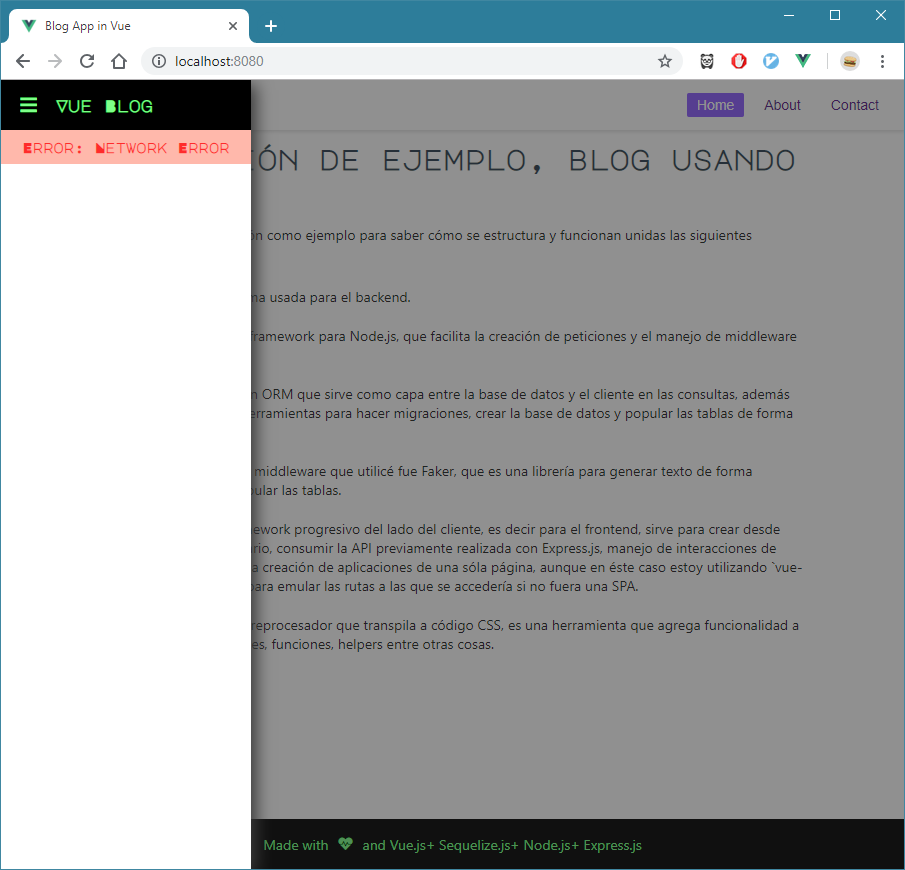 Blog App in Vue
localhost:8080
VUE BLOG
Home About Contact
ERROR: NETWORK ERROR
DE EJEMPLO, BLOG USANDO
como ejemplo para saber cómo se estructura y funcionan unidas las siguientes
usada para el backend.
framework para Node.js, que facilita la creación de peticiones y el manejo de middleware
ORM que sirve como capa entre la base de datos y el cliente en las consultas, además
para hacer migraciones, crear la base de datos y popular las tablas de forma
middleware que utilicé fue Faker, que es una librería para generar texto de forma
las tablas.
progresivo del lado del cliente, es decir para el frontend, sirve para crear desde
consumir la API previamente realizada con Express.js, manejo de interacciones de
creación de aplicaciones de una sóla página, aunque en éste caso estoy utilizando `vue-
para emular las rutas a las que se accedería si no fuera una SPA.
que transpila a código CSS, es una herramienta que agrega funcionalidad a
funciones, helpers entre otras cosas.
Made with and Vue.js+ Sequelize.js+ Node.js+ Express.js